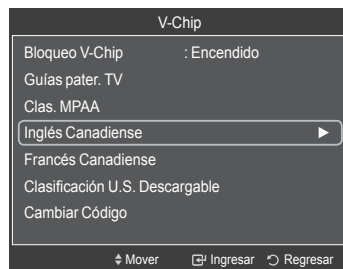 V-Chip
Bloqueo V-Chip : Encendido
Guías pater. TV
Clas. MPAA
Inglés Canadiense
Francés Canadiense
Clasificación U.S. Descargable
Cambiar Código
Mover Ingresar Regresar